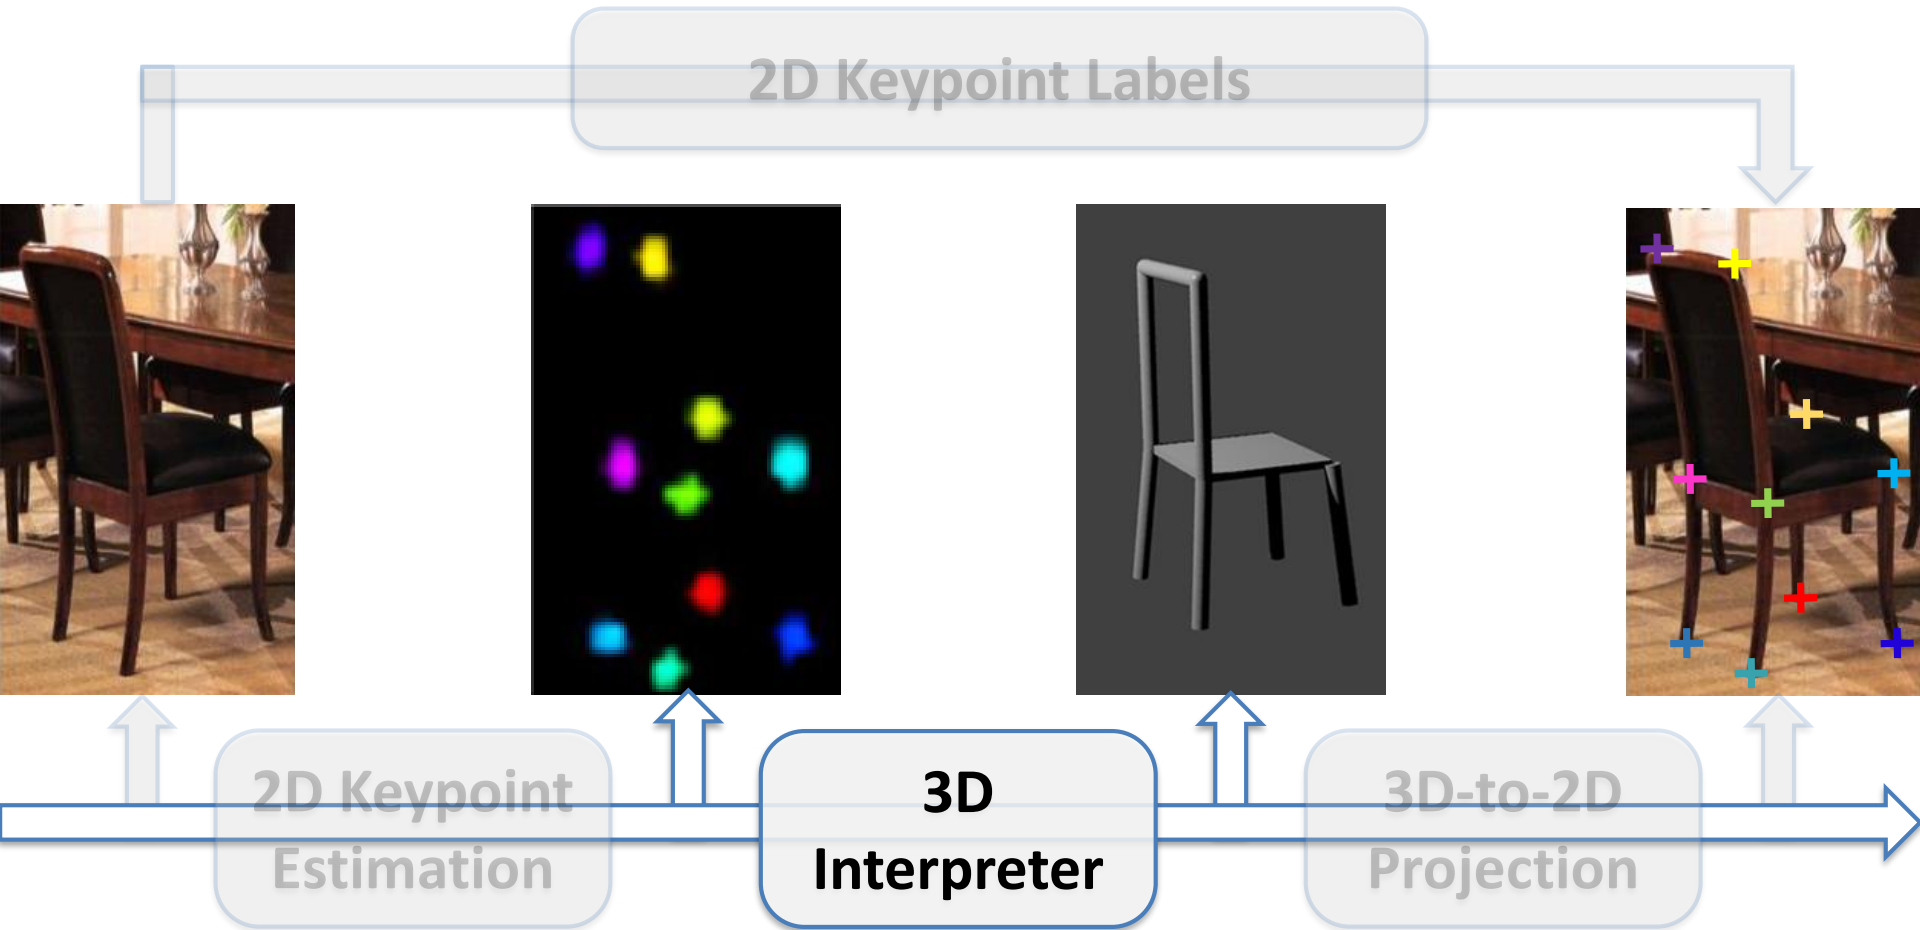 2D Keypoint Labels
2D Keypoint
Estimation
3D
Interpreter
3D-to-2D
Projection